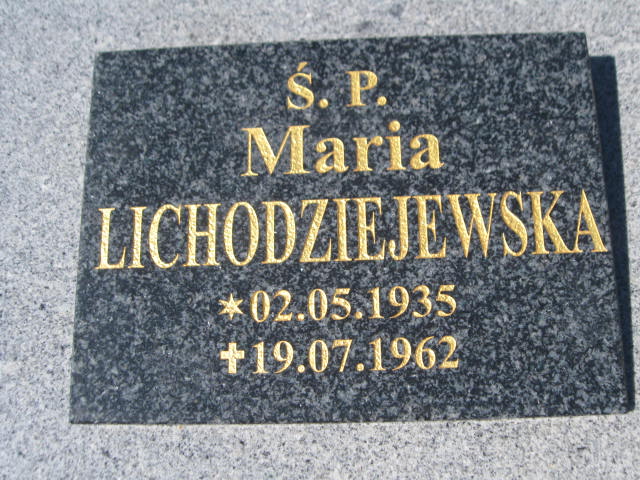 Ś. P.
Maria
LICHODZIEJEWSKA
✶02.05.1935
✝19.07.1962